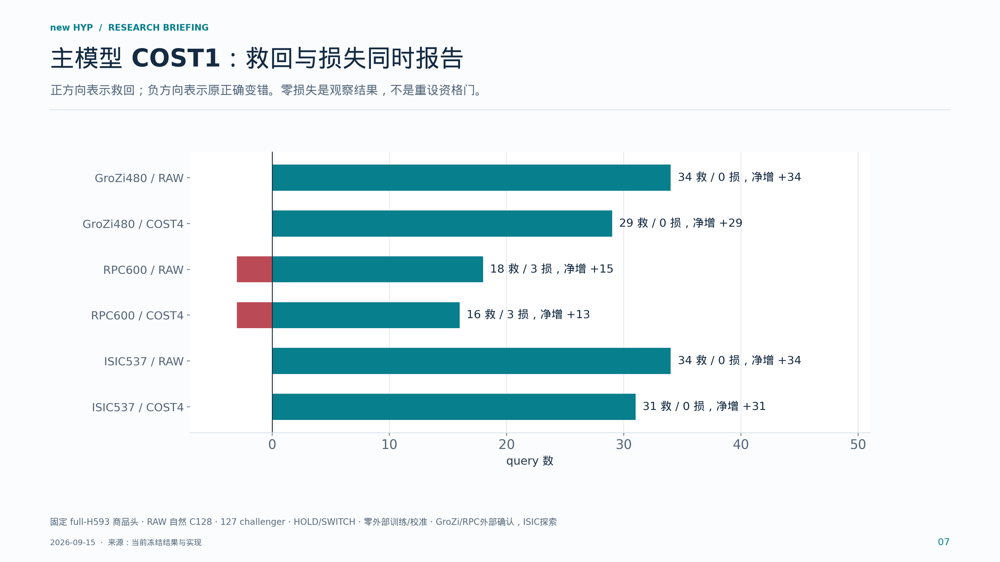 new HYP / RESEARCH BRIEFING
主模型 COST1：救回与损失同时报告
正方向表示救回；负方向表示原正确变错。零损失是观察结果，不是重设资格门。
GroZi480 / RAW
34 救 / 0 损，净增 +34
GroZi480 / COST4
29 救 / 0 损，净增 +29
RPC600 / RAW
18 救 / 3 损，净增 +15
RPC600 / COST4
16 救 / 3 损，净增 +13
ISIC537 / RAW
34 救 / 0 损，净增 +34
ISIC537 / COST4
31 救 / 0 损，净增 +31
0 10 20 30 40 50
query 数
固定 full-H593 商品头 · RAW 自然 C128 · 127 challenger · HOLD/SWITCH · 零外部训练/校准 · GroZi/RPC外部确认，ISIC探索
2026-09-15 · 来源：当前冻结结果与实现
07